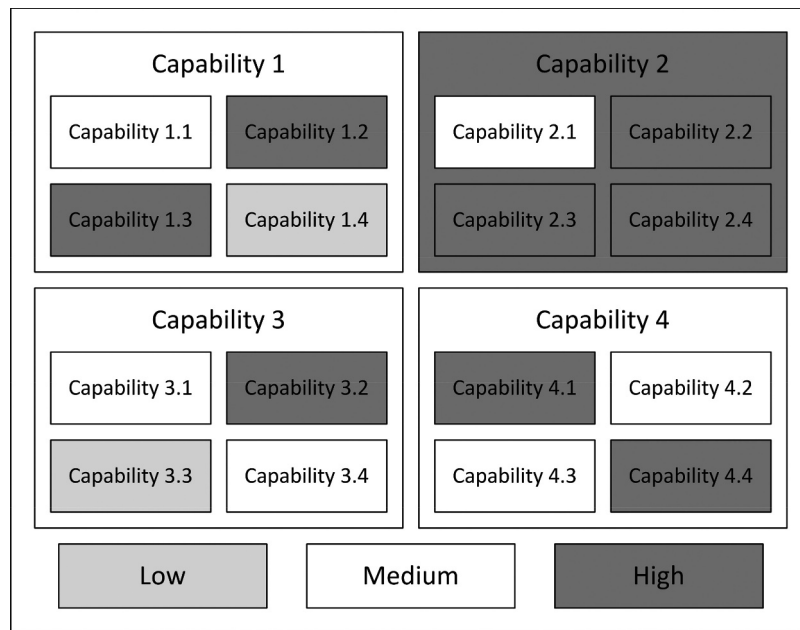 Capability 1
Capability 1.1
Capability 1.2
Capability 1.3
Capability 1.4
Capability 2
Capability 2.1
Capability 2.2
Capability 2.3
Capability 2.4
Capability 3
Capability 3.1
Capability 3.2
Capability 3.3
Capability 3.4
Capability 4
Capability 4.1
Capability 4.2
Capability 4.3
Capability 4.4
Low
Medium
High